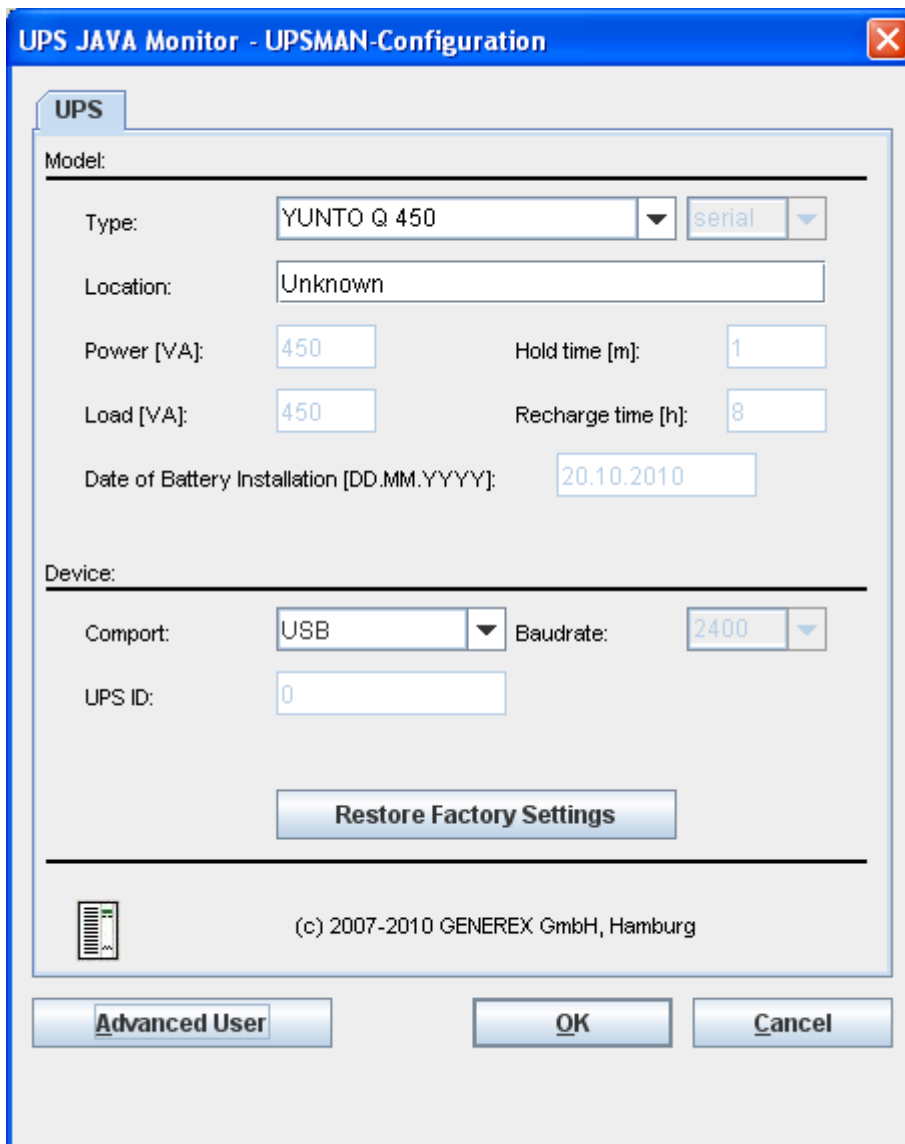 UPS JAVA Monitor - UPSMAN-Configuration
UPS
Model:
Type: YUNTO Q 450 serial
Location: Unknown
Power [VA]: 450 Hold time [m]: 1
Load [VA]: 450 Recharge time [h]: 8
Date of Battery Installation [DD.MM.YYYY]: 20.10.2010
Device:
Comport: USB Baudrate: 2400
UPS ID: 0
Restore Factory Settings
(c) 2007-2010 GENEREX GmbH, Hamburg
Advanced User OK Cancel